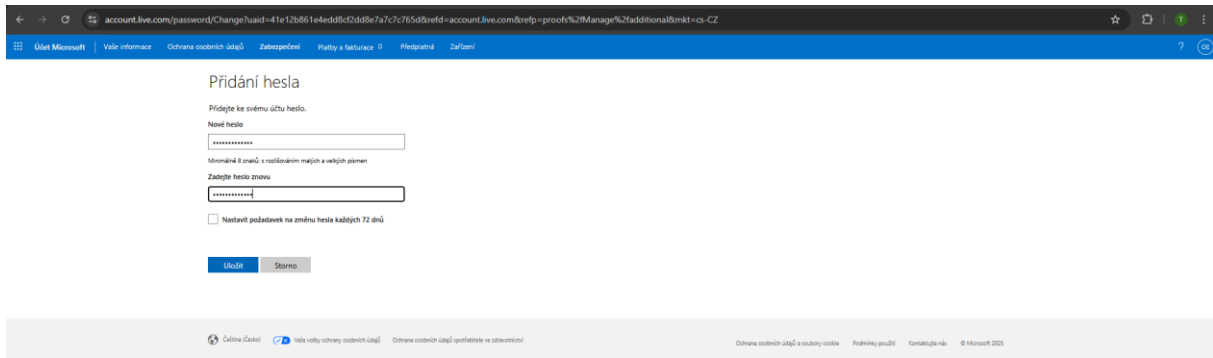 account.live.com/password/Change?uaid=41e12b861e4edd8cf2dd8e7a7c7c765d&refd=account.live.com&refp=proofs%2fManage%2fadditional&mkt=cs-CZ
T
Účet Microsoft | Vaše informace Ochrana osobních údajů Zabezpečení Platby a fakturace Předplatná Zařízení ?
Přidání hesla
Přidejte ke svému účtu heslo.
Nové heslo
•••••••••••••
Minimálně 8 znaků; s rozlišováním malých a velkých písmen
Zadejte heslo znovu
•••••••••••••
Nastavit požadavek na změnu hesla každých 72 dnů
Uložit Storno
Čeština (Česko) Vaše volby ochrany osobních údajů Ochrana osobních údajů spotřebitele ve zdravotnictví Ochrana osobních údajů a soubory cookie Podmínky použití Kontaktujte nás © Microsoft 2025